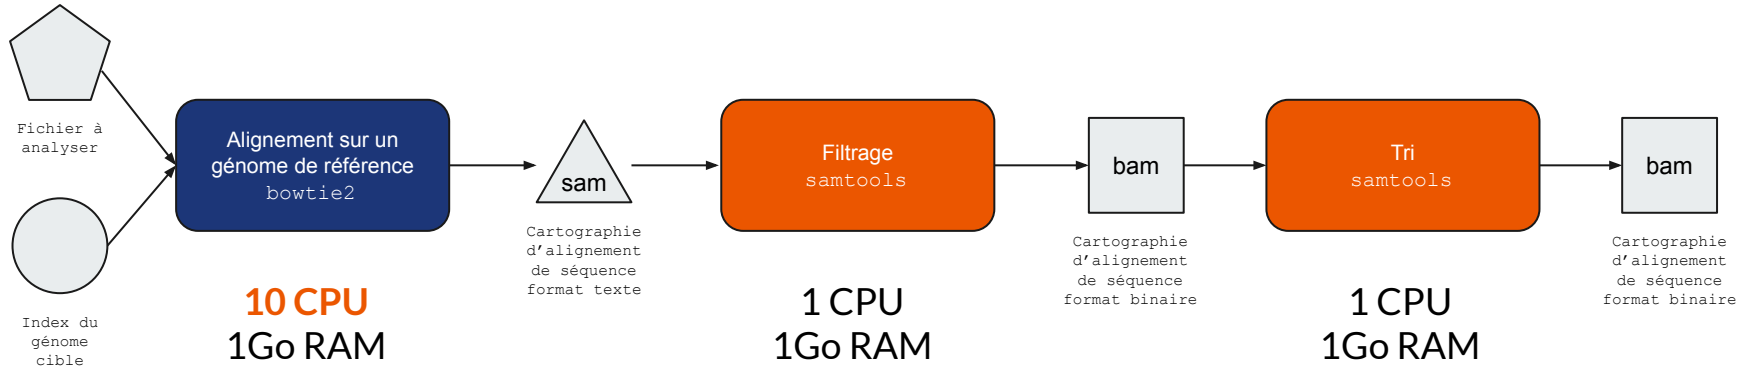 Fichier à
analyser
Index du
génome
cible
Alignement sur un
génome de référence
bowtie2
10 CPU
1Go RAM
sam
Cartographie
d’alignement
de séquence
format texte
Filtrage
samtools
1 CPU
1Go RAM
bam
Cartographie
d’alignement
de séquence
format binaire
Tri
samtools
1 CPU
1Go RAM
bam
Cartographie
d’alignement
de séquence
format binaire